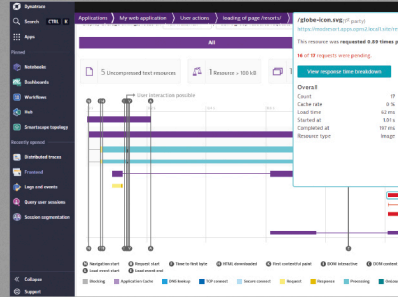 Dynatrace
Search CTRL K
Apps
Pinned
Notebooks
Dashboards
Workflows
Hub
Smartscape topology
Recently opened
Distributed traces
Frontend
Logs and events
Query user sessions
Session segmentation
Collapse
Support
Applications
My web application
User actions
loading of page /resorts/
All
5 Uncompressed text resources
1 Resource > 100 kB
User interaction possible
Navigation start
Request start
Time to first byte
HTML downloaded
First contentful paint
DOM interactive
DOM content
Load event start
Load event end
Blocking
Application Cache
DNS lookup
TCP connect
Secure connect
Request
Response
Processing
/globe-icon.svg
party)
This resource was requested 0.09 times p
16 of 13 requests were pending.
View response time breakdown
Overall
Count 17
Cache rate 0 %
Load time 62 ms
Started at 1.01 s
Completed at 197 ms
Resource type Image